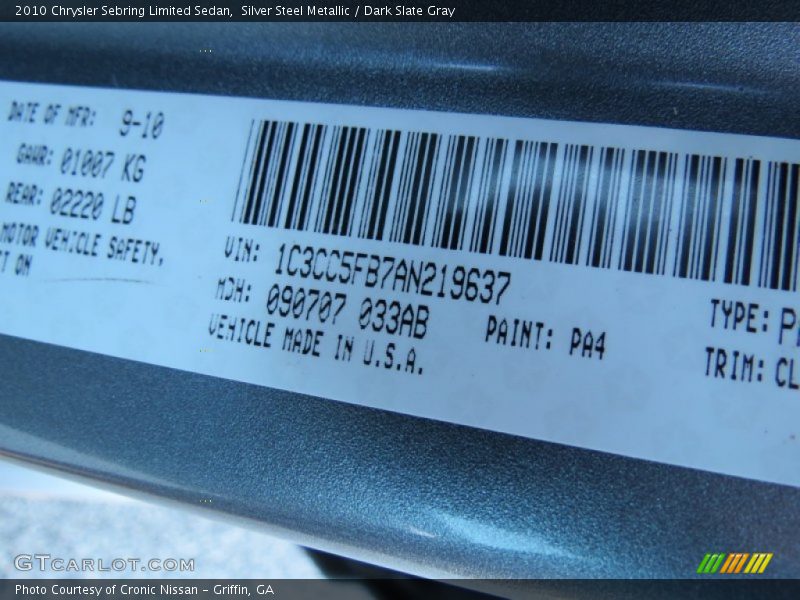 2010 Chrysler Sebring Limited Sedan,  Silver Steel Metallic / Dark Slate Gray
DATE OF MFR: 9-10
GAWR: 01007 KG
REAR: 02220 LB
MOTOR VEHICLE SAFETY,
ON
VIN: 1C3CC5FB7AN219637
MDH: 090707 033AB
VEHICLE MADE IN U.S.A.
PAINT: PA4
TYPE:
TRIM: CL
GTcarlot.com
Photo Courtesy of Cronic Nissan - Griffin, GA